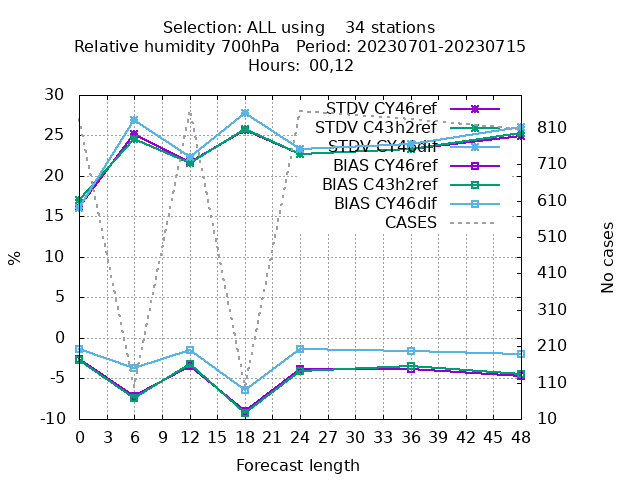 Selection: ALL using    34 stations
Relative humidity 700hPa   Period: 20230701-20230715
Hours: 00,12
30
25
20
15
10
5
0
-5
-10
%
STDV CY46ref
STDV C43h2ref
STDV CY46dif
BIAS CY46ref
BIAS C43h2ref
BIAS CY46dif
CASES
810
710
610
510
410
310
210
110
10
No cases
0 3 6 9 12 15 18 21 24 27 30 33 36 39 42 45 48
Forecast length